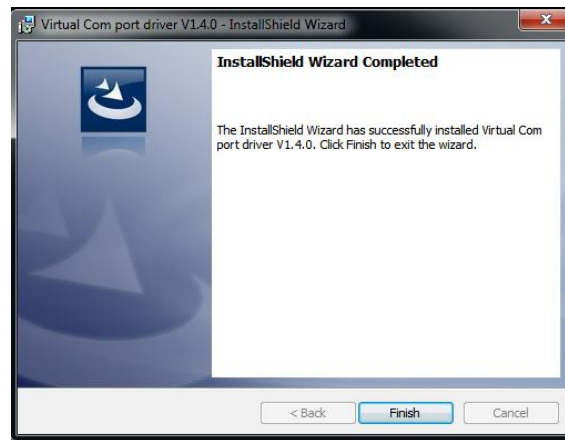 Virtual Com port driver V1.4.0 - InstallShield Wizard
InstallShield Wizard Completed
The InstallShield Wizard has successfully installed Virtual Com
port driver V1.4.0. Click Finish to exit the wizard.
< Back
Finish
Cancel